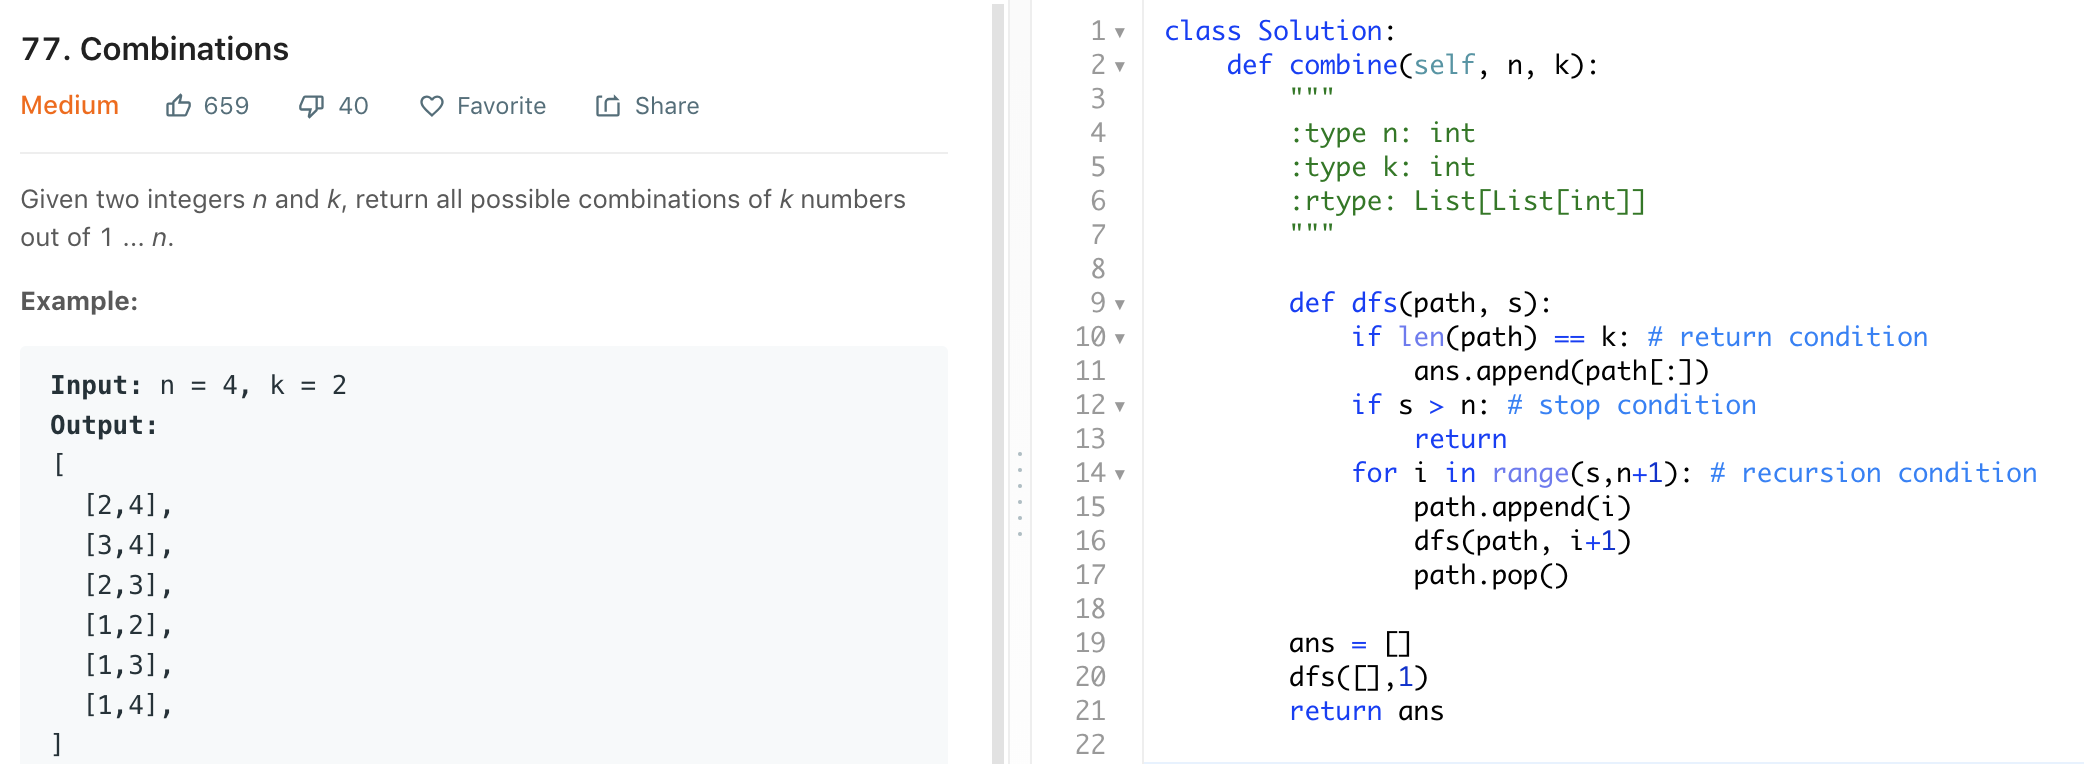 77. Combinations
Medium 659 40 Favorite Share
Given two integers n and k, return all possible combinations of k numbers
out of 1 ... n.
Example:
Input: n = 4, k = 2
Output:
[
  [2,4],
  [3,4],
  [2,3],
  [1,2],
  [1,3],
  [1,4],
]
1 class Solution:
2     def combine(self, n, k):
3         """
4         :type n: int
5         :type k: int
6         :rtype: List[List[int]]
7         """
8
9         def dfs(path, s):
10             if len(path) == k: # return condition
11                 ans.append(path[:])
12             if s > n: # stop condition
13                 return
14             for i in range(s,n+1): # recursion condition
15                 path.append(i)
16                 dfs(path, i+1)
17                 path.pop()
18
19         ans = []
20         dfs([],1)
21         return ans
22